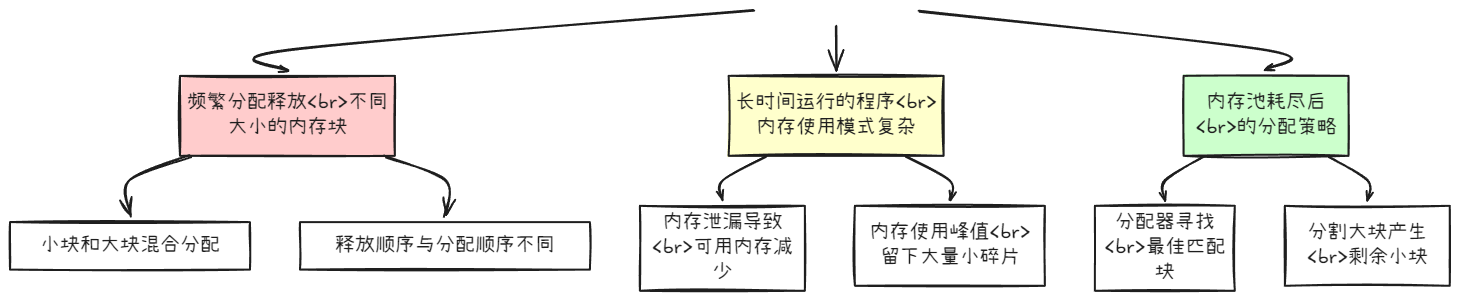 频繁分配释放<br>不同
大小的内存块
长时间运行的程序<br>
内存使用模式复杂
内存池耗尽后
<br>的分配策略
小块和大块混合分配
释放顺序与分配顺序不同
内存泄漏导致
<br>可用内存减
少
内存使用峰值<br>
留下大量小碎片
分配器寻找
<br>最佳匹配
块
分割大块产生
<br>剩余小块